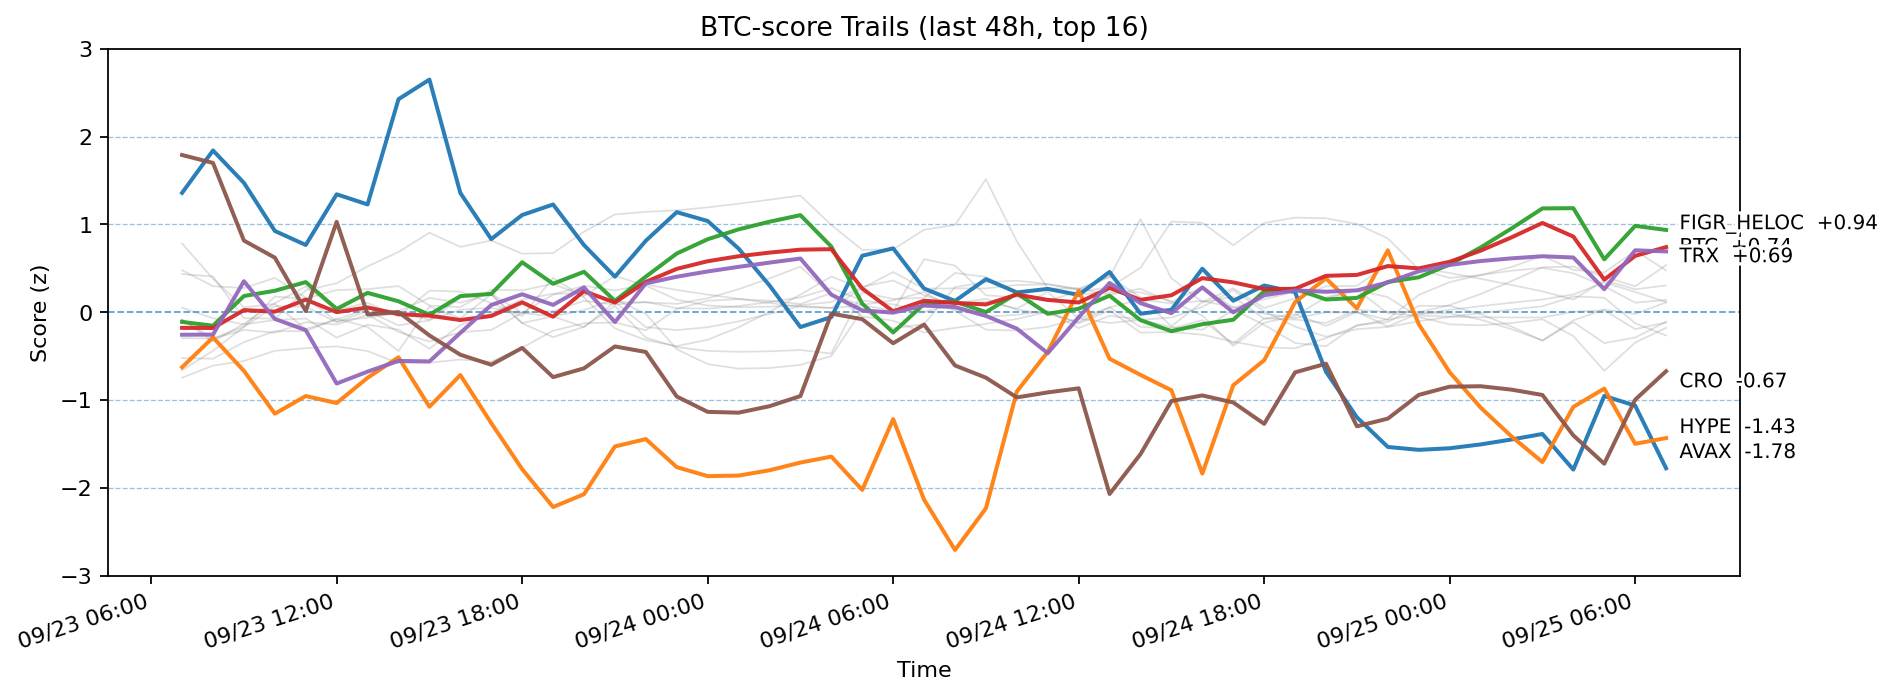 BTC-score Trails (last 48h, top 16)
3
2
1
0
−1
−2
−3
Score (z)
FIGR_HELOC +0.94
BTC +0.74
TRX +0.69
CRO -0.67
HYPE -1.43
AVAX -1.78
09/23 06:00
09/23 12:00
09/23 18:00
09/24 00:00
09/24 06:00
09/24 12:00
09/24 18:00
09/25 00:00
09/25 06:00
Time